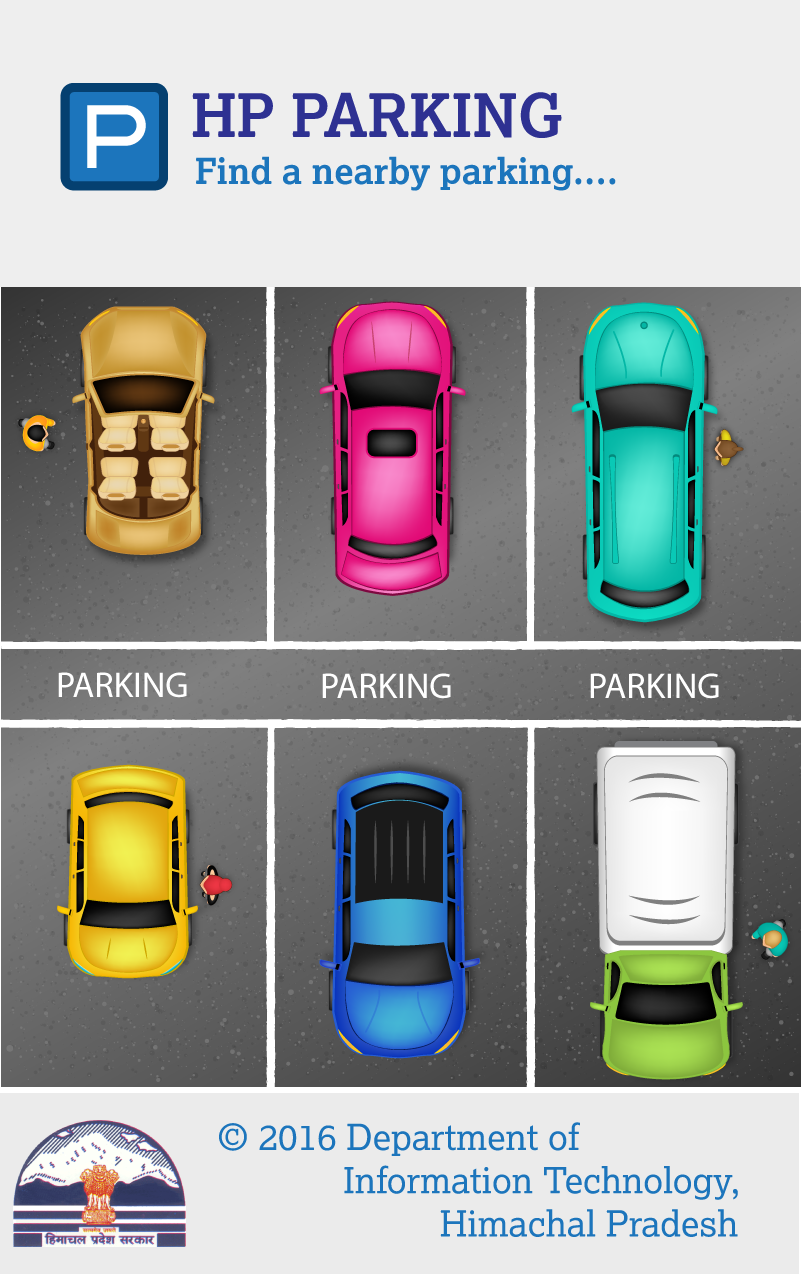 P
HP PARKING
Find a nearby parking....
PARKING PARKING PARKING
© 2016 Department of
Information Technology,
Himachal Pradesh
सत्यमेव जयते
हिमाचल प्रदेश सरकार